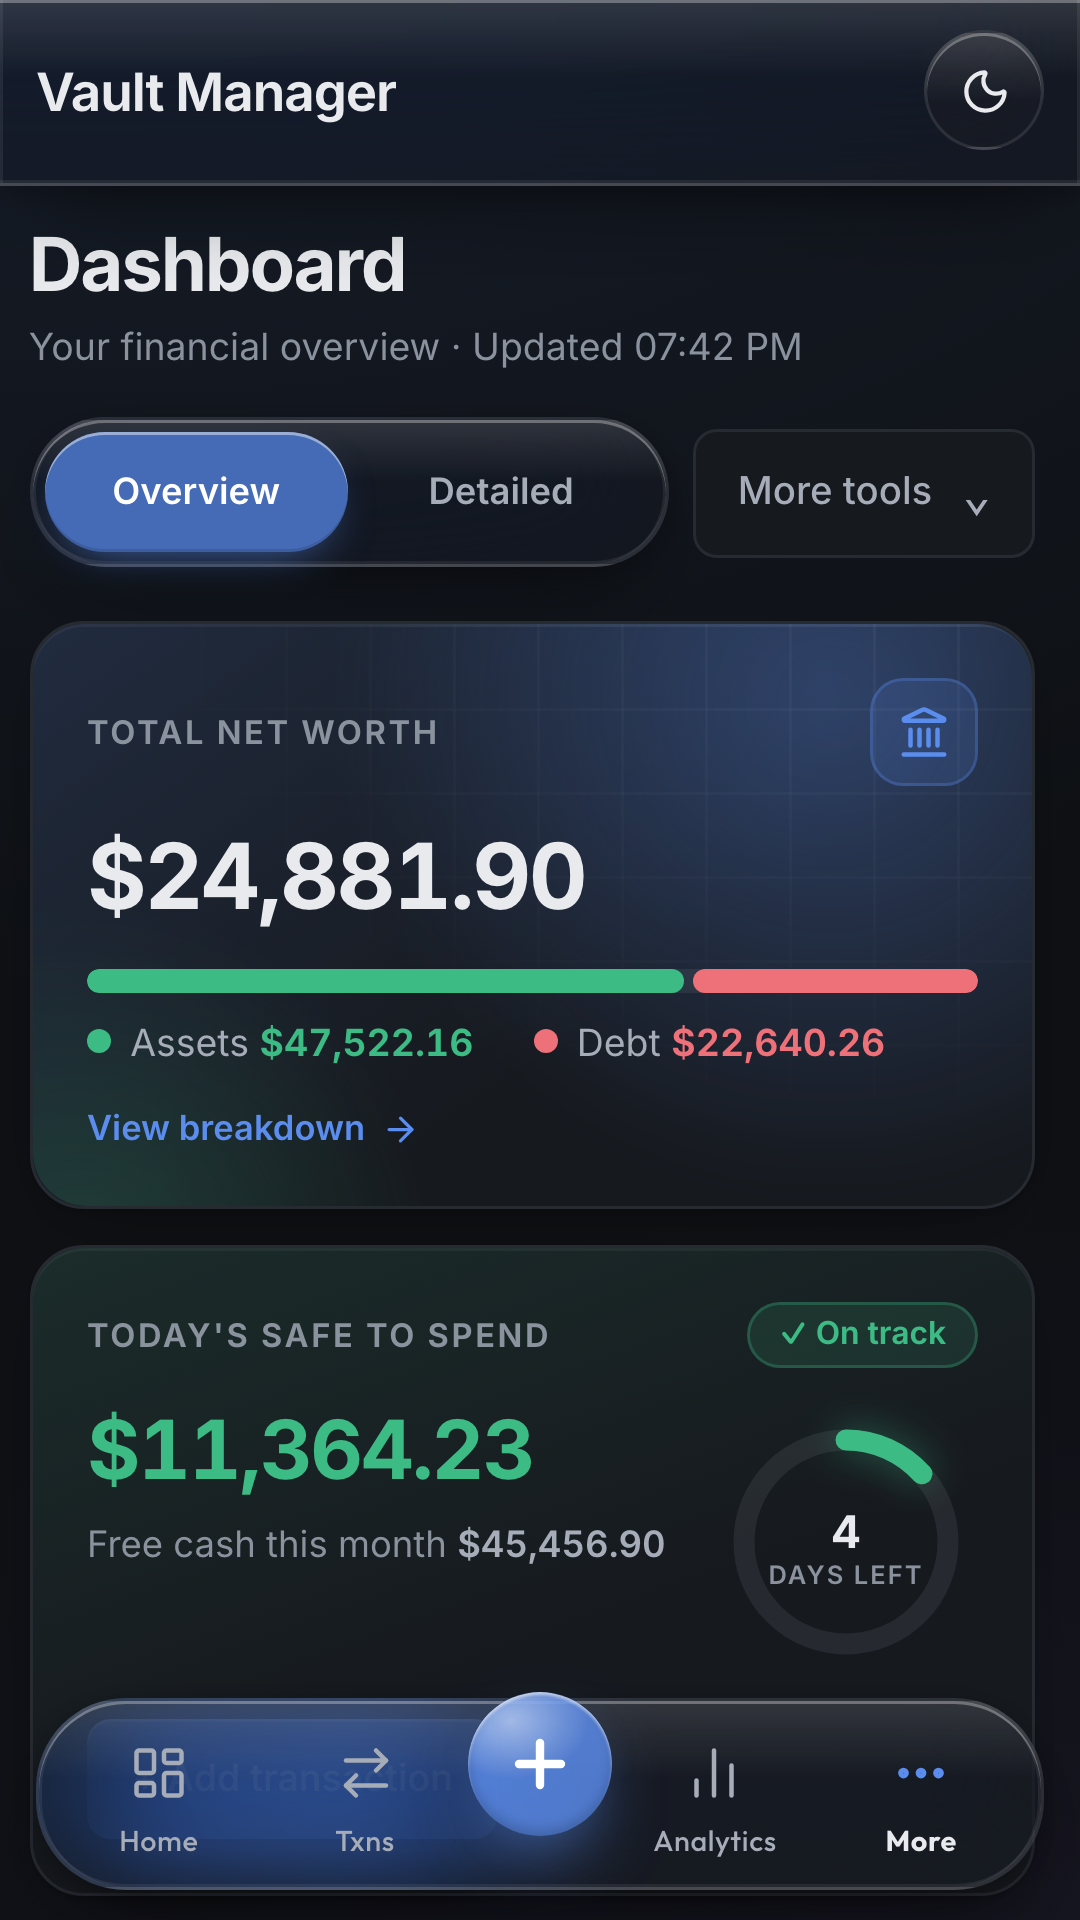 Vault Manager
Dashboard
Your financial overview · Updated 07:42 PM
Overview
Detailed
More tools
TOTAL NET WORTH
$24,881.90
Assets $47,522.16
Debt $22,640.26
View breakdown →
TODAY'S SAFE TO SPEND
✓ On track
$11,364.23
Free cash this month $45,456.90
4
DAYS LEFT
Add transaction
Home
Txns
Analytics
More